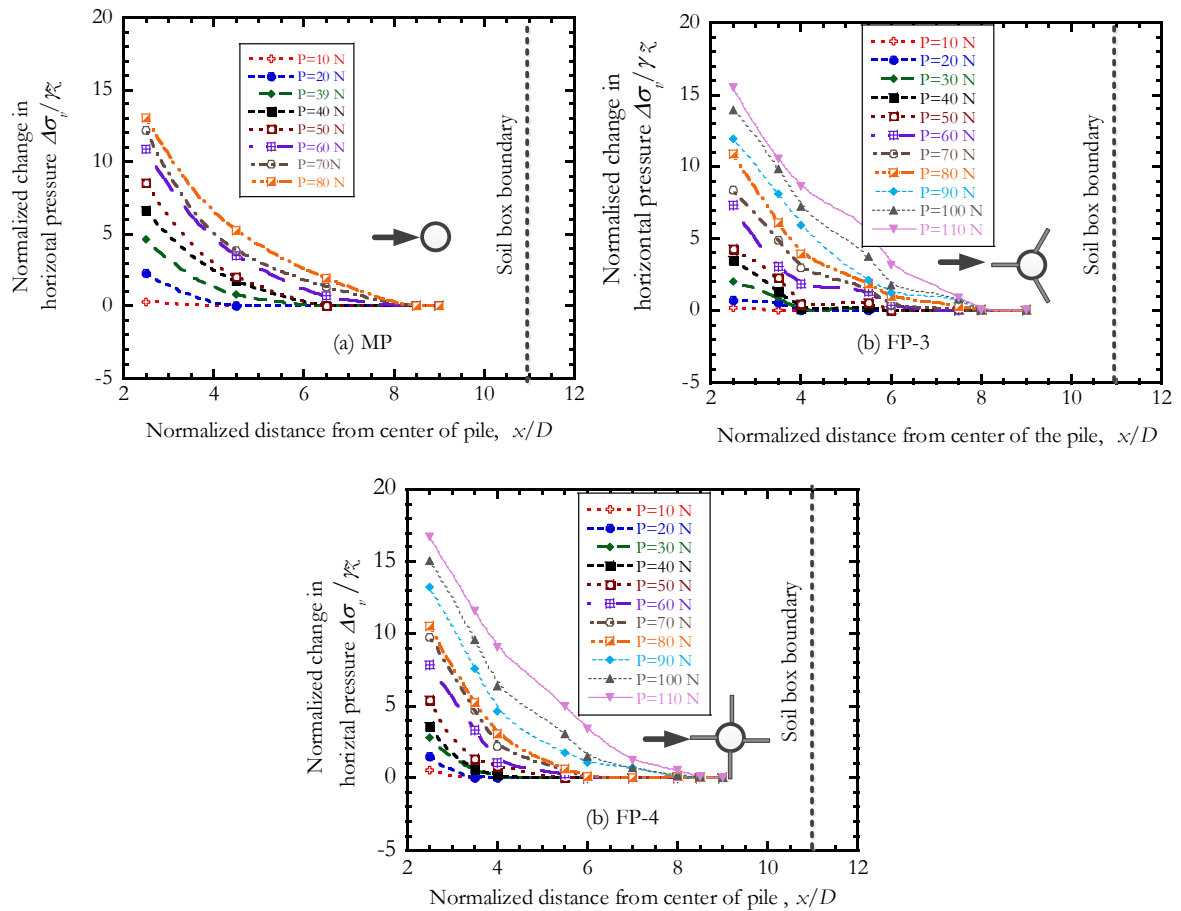 20
15
10
5
0
-5
2
4
6
8
10
12
Normalized change in
horizotal pressure Δσv/γz
P=10 N
P=20 N
P=39 N
P=40 N
P=50 N
P=60 N
P=70N
P=80 N
Soil box boundary
(a) MP
Normalized distance from center of pile, x/D
20
15
10
5
0
-5
2
4
6
8
10
12
Normalised change in
horizontal pressure Δσv/γz
P=10 N
P=20 N
P=30 N
P=40 N
P=50 N
P=60 N
P=70 N
P=80 N
P=90 N
P=100 N
P=110 N
Soil box boundary
(b) FP-3
Normalized distance from center of the pile, x/D
20
15
10
5
0
-5
2
4
6
8
10
12
Normalized change in
horiztal pressure Δσv/γz
P=10 N
P=20 N
P=30 N
P=40 N
P=50 N
P=60 N
P=70 N
P=80 N
P=90 N
P=100 N
P=110 N
Soil box boundary
(b) FP-4
Normalized distance from center of pile , x/D